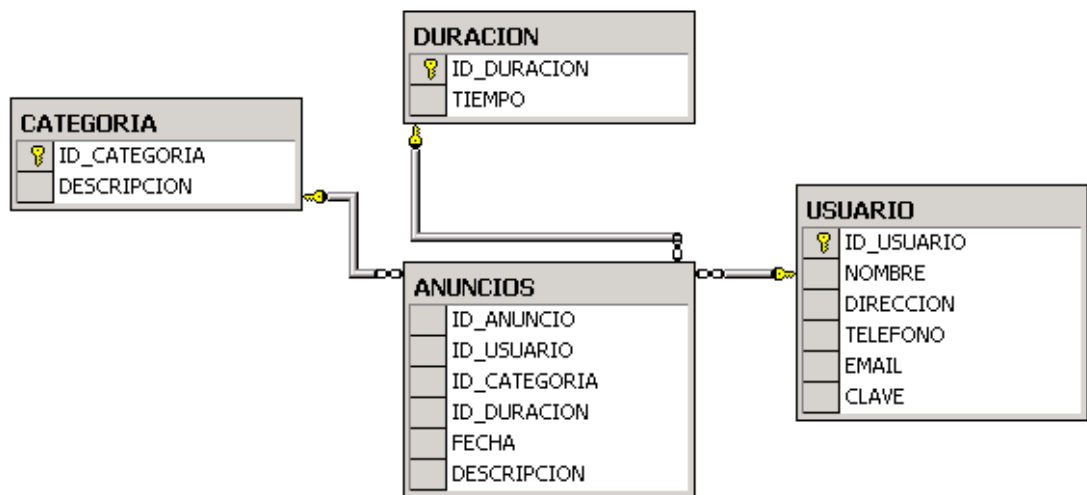 DURACION
ID_DURACION
TIEMPO
CATEGORIA
ID_CATEGORIA
DESCRIPCION
USUARIO
ID_USUARIO
NOMBRE
DIRECCION
TELEFONO
EMAIL
CLAVE
ANUNCIOS
ID_ANUNCIO
ID_USUARIO
ID_CATEGORIA
ID_DURACION
FECHA
DESCRIPCION